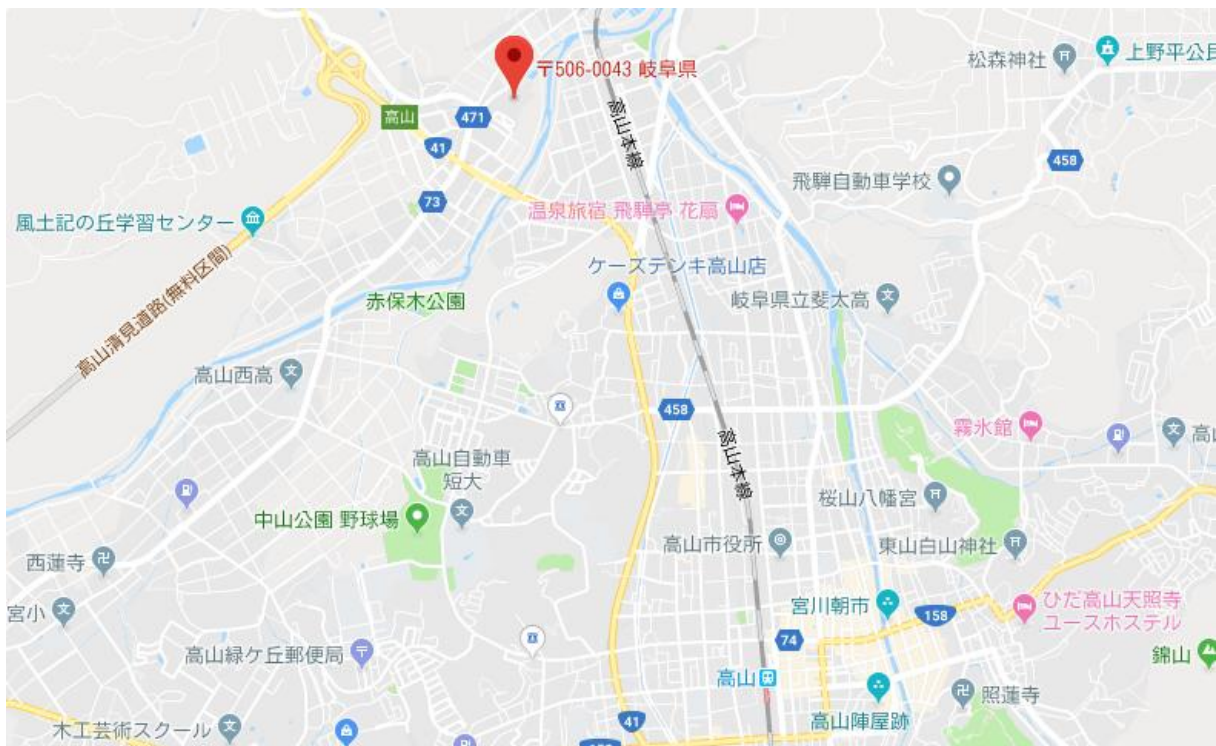 松森神社
上野平公民
〒506-0043 岐阜県
高山
471
高山本線
41
458
飛騨自動車学校
73
温泉旅宿 飛騨亭 花扇
風土記の丘学習センター
ケーズデンキ高山店
赤保木公園
岐阜県立斐太高
高山清見道路(無料区間)
高山西高
458
霧氷館
高山
高山本線
高山自動車
短大
桜山八幡宮
中山公園 野球場
高山市役所
東山白山神社
西蓮寺
宮川朝市
ひだ高山天照寺
ユースホステル
宮小
158
74
高山緑ケ丘郵便局
錦山
高山
照蓮寺
木工芸術スクール
41
高山陣屋跡